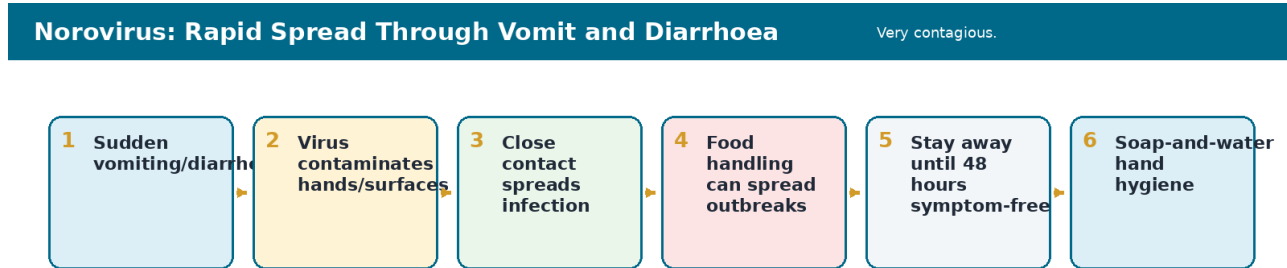 Norovirus: Rapid Spread Through Vomit and Diarrhoea
Very contagious.
1
Sudden
vomiting/diarrho
2
Virus
contaminates
hands/surfaces
3
Close
contact
spreads
infection
4
Food
handling
can spread
outbreaks
5
Stay away
until 48
hours
symptom-free
6
Soap-and-water
hand
hygiene